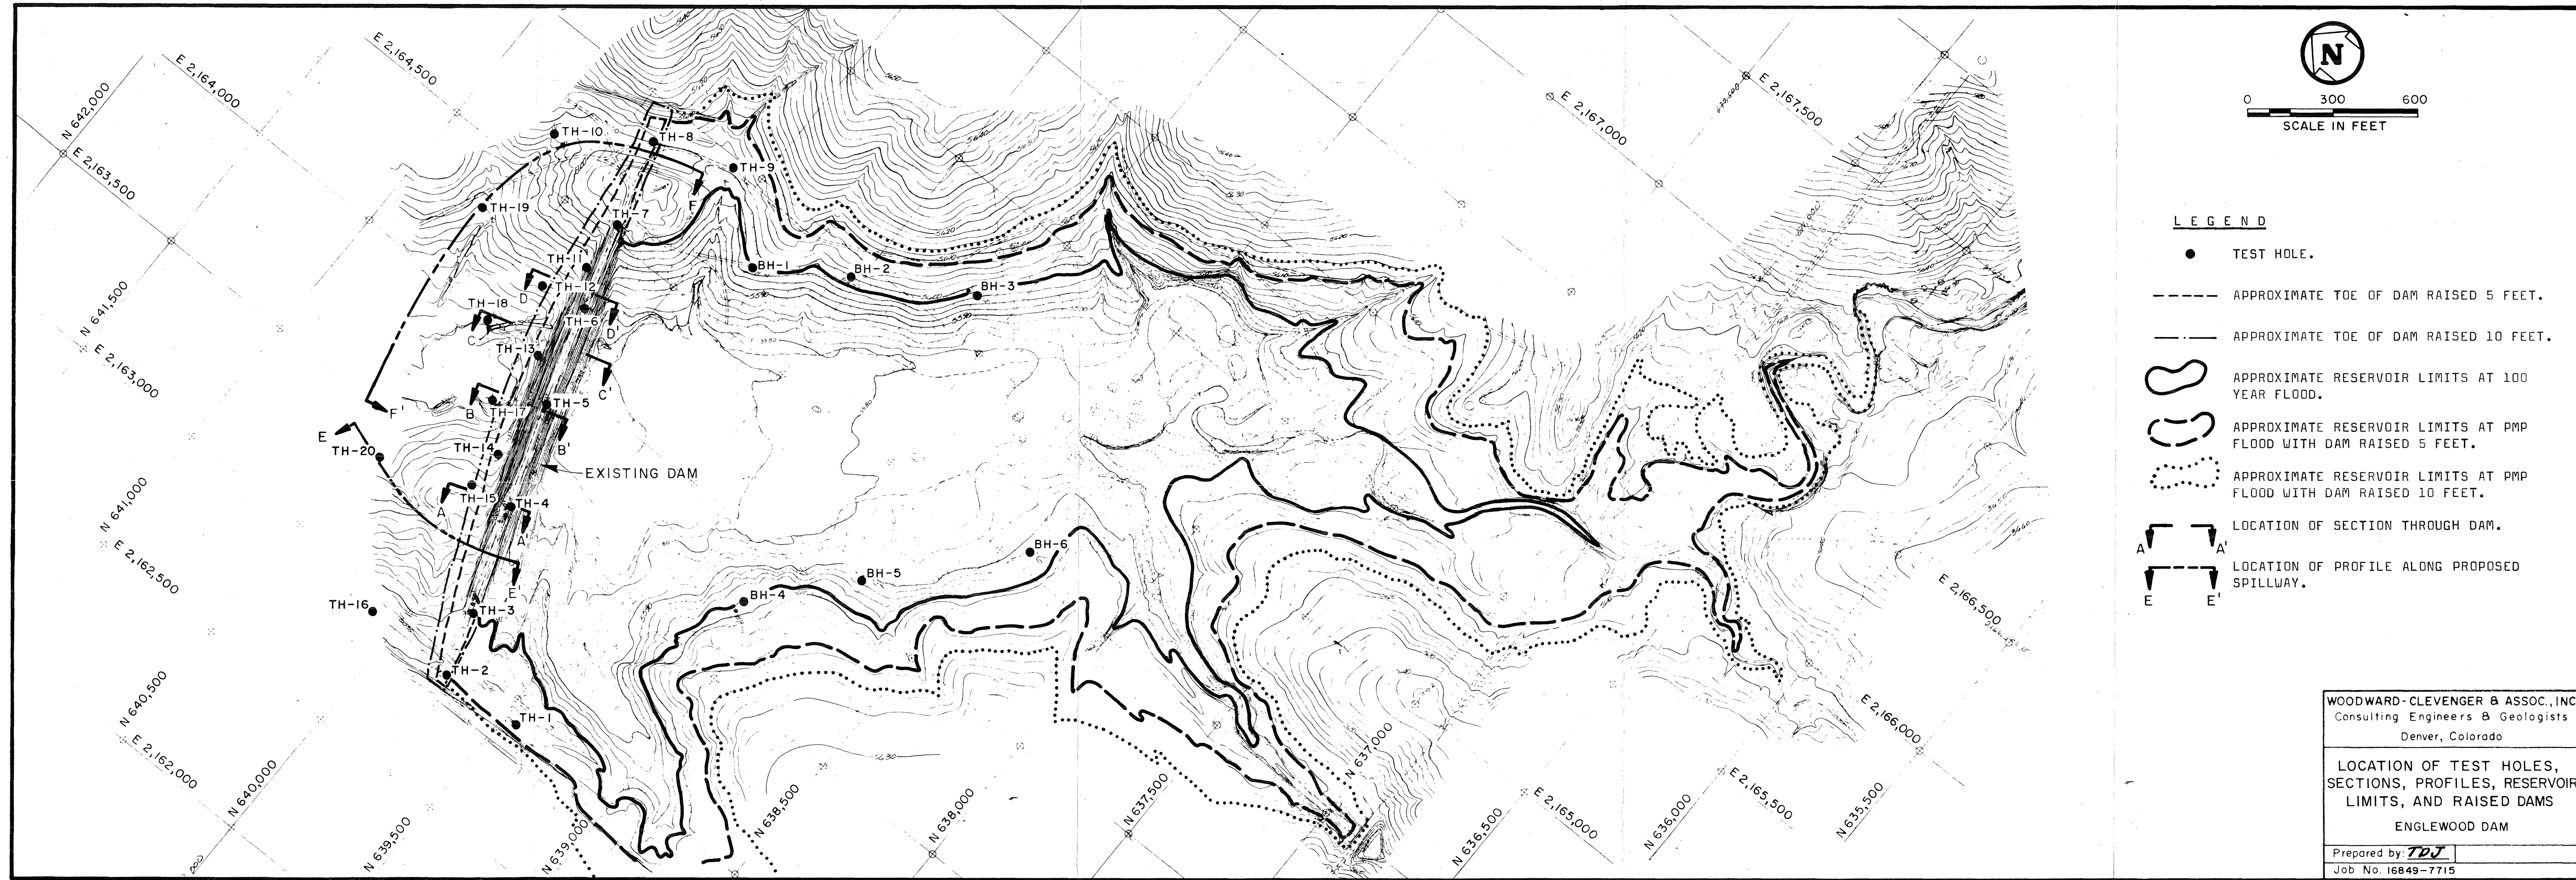 N 642,000
E 2,164,000
E 2,163,500
E 2,164,500
N 641,500
E 2,163,000
N 641,000
E 2,162,500
N 640,500
E 2,162,000
N 640,000
N 639,500
N 639,000
N 638,500
N 638,000
N 637,500
N 637,000
N 636,500
E 2,165,000
N 636,000
E 2,165,500
N 635,500
E 2,166,000
E 2,166,500
E 2,167,000
E 2,167,500
TH-10
TH-8
TH-9
TH-19
F
TH-7
TH-11
BH-1
BH-2
BH-3
D
TH-12
TH-18
C
TH-6
D'
TH-13
C'
B
TH-17
TH-5
B'
F'
E
TH-20
TH-14
EXISTING DAM
TH-15
A
TH-4
A'
E'
TH-16
TH-3
TH-2
TH-1
BH-4
BH-5
BH-6
5630
5620
5590
5580
N
0 300 600
SCALE IN FEET
LEGEND
TEST HOLE.
APPROXIMATE TOE OF DAM RAISED 5 FEET.
APPROXIMATE TOE OF DAM RAISED 10 FEET.
APPROXIMATE RESERVOIR LIMITS AT 100
YEAR FLOOD.
APPROXIMATE RESERVOIR LIMITS AT PMP
FLOOD WITH DAM RAISED 5 FEET.
APPROXIMATE RESERVOIR LIMITS AT PMP
FLOOD WITH DAM RAISED 10 FEET.
LOCATION OF SECTION THROUGH DAM.
A A'
LOCATION OF PROFILE ALONG PROPOSED
SPILLWAY.
E E'
WOODWARD-CLEVENGER & ASSOC., INC
Consulting Engineers & Geologists
Denver, Colorado
LOCATION OF TEST HOLES,
SECTIONS, PROFILES, RESERVOIR
LIMITS, AND RAISED DAMS
ENGLEWOOD DAM
Prepared by: TDJ
Job No. 16849-7715